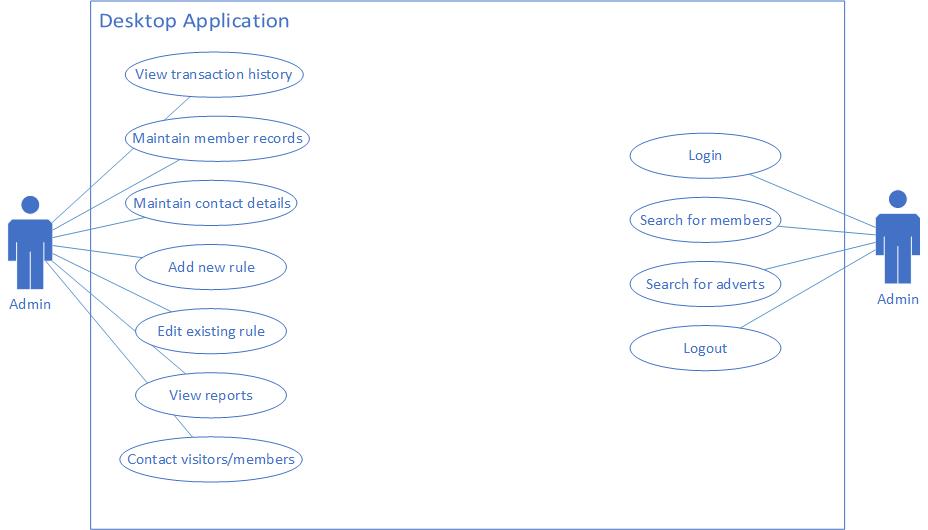 Desktop Application
View transaction history
Maintain member records
Maintain contact details
Add new rule
Edit existing rule
View reports
Contact visitors/members
Admin
Login
Search for members
Search for adverts
Logout
Admin